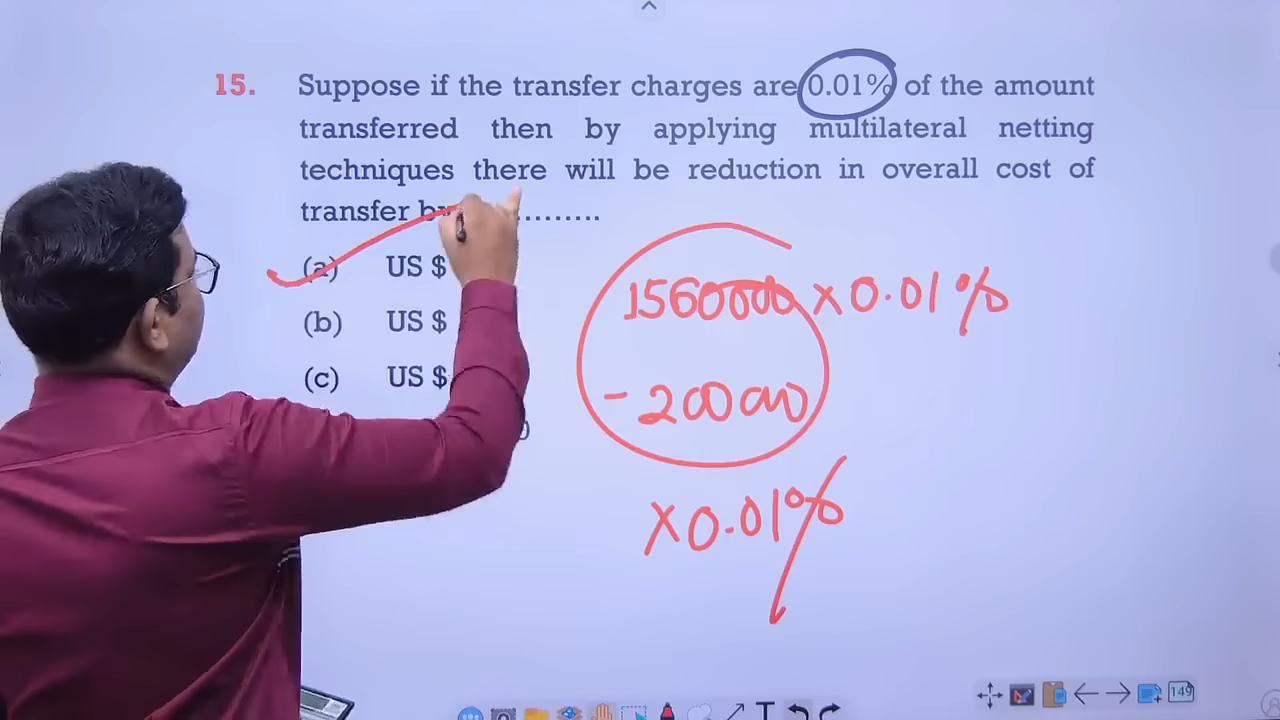 15. Suppose if the transfer charges are 0.01% of the amount
transferred then by applying multilateral netting
techniques there will be reduction in overall cost of
transfer by ..........
(a) US $
(b) US $
(c) US $
1560000 x 0.01%
- 200000
x 0.01%
149